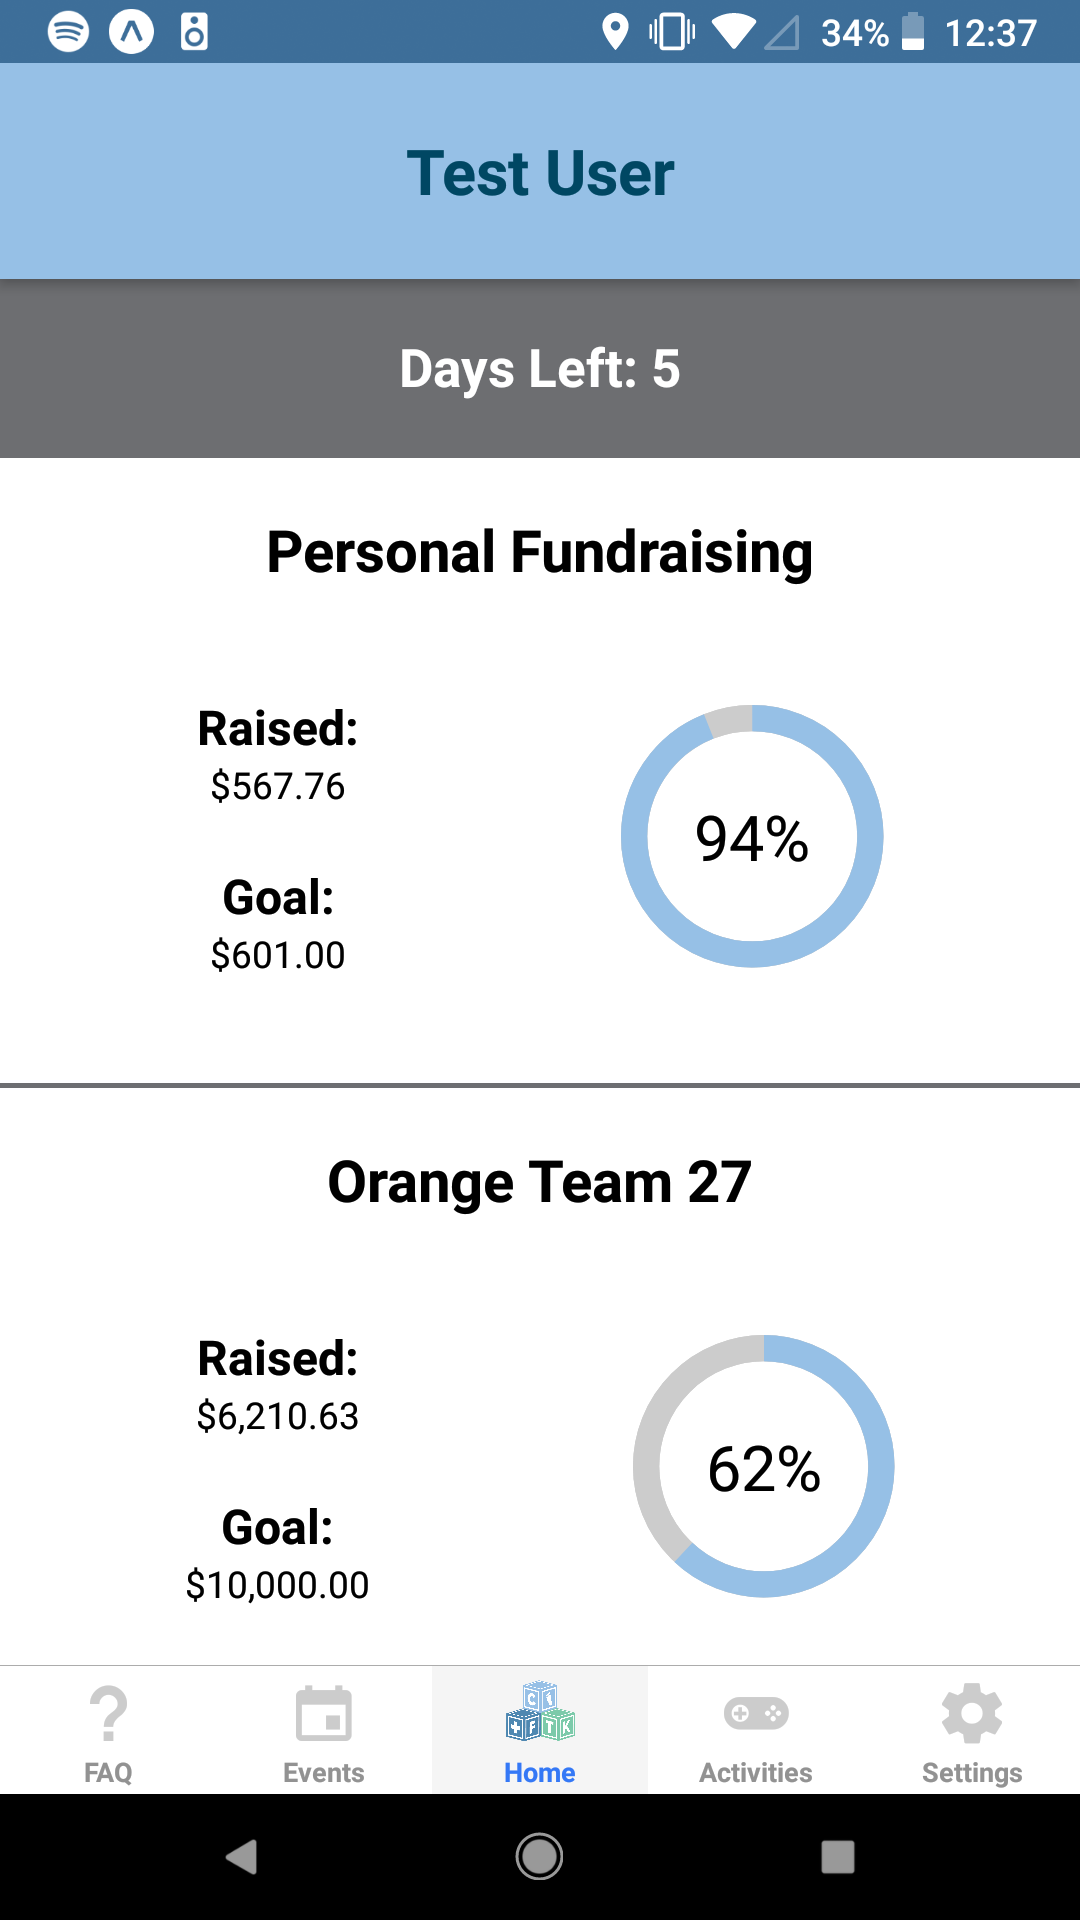 34% 12:37
Test User
Days Left: 5
Personal Fundraising
Raised:
$567.76
94%
Goal:
$601.00
Orange Team 27
Raised:
$6,210.63
62%
Goal:
$10,000.00
C I
F T K
FAQ Events Home Activities Settings